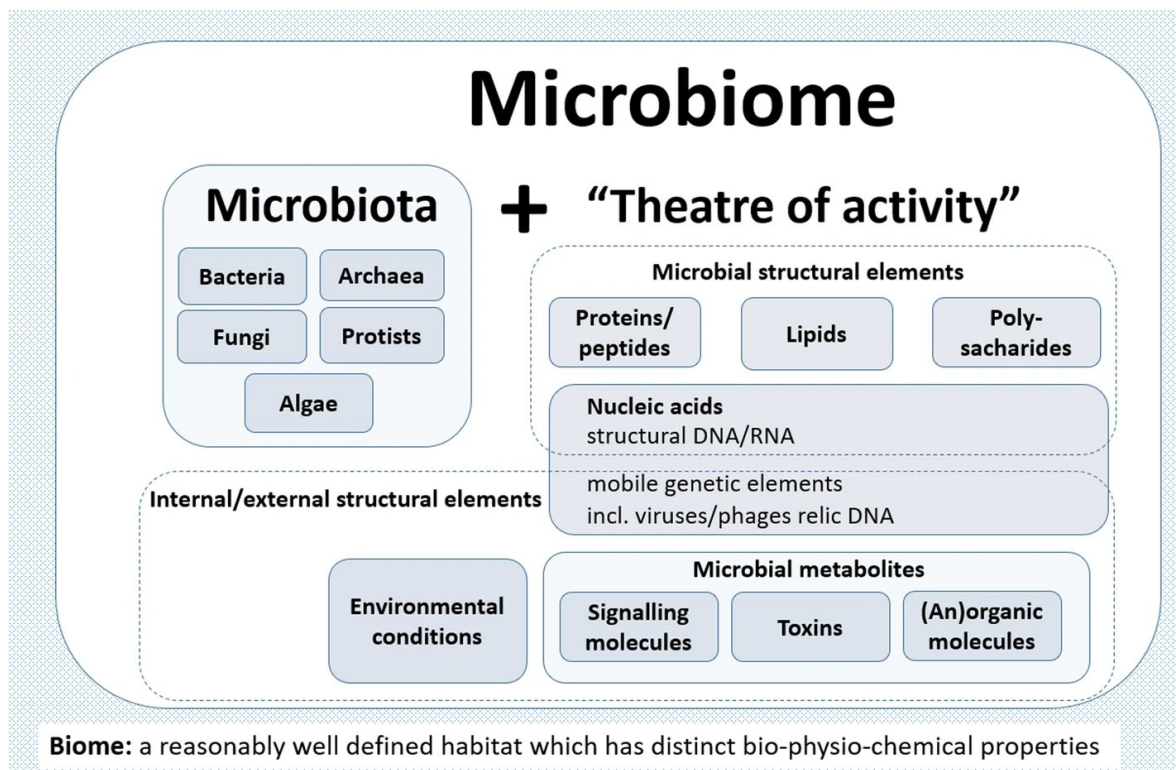 Microbiome
Microbiota
+
“Theatre of activity”
Bacteria
Archaea
Fungi
Protists
Algae
Microbial structural elements
Proteins/
peptides
Lipids
Poly-
sacharides
Nucleic acids
structural DNA/RNA
mobile genetic elements
incl. viruses/phages relic DNA
Internal/external structural elements
Environmental
conditions
Microbial metabolites
Signalling
molecules
Toxins
(An)organic
molecules
Biome: a reasonably well defined habitat which has distinct bio-physio-chemical properties